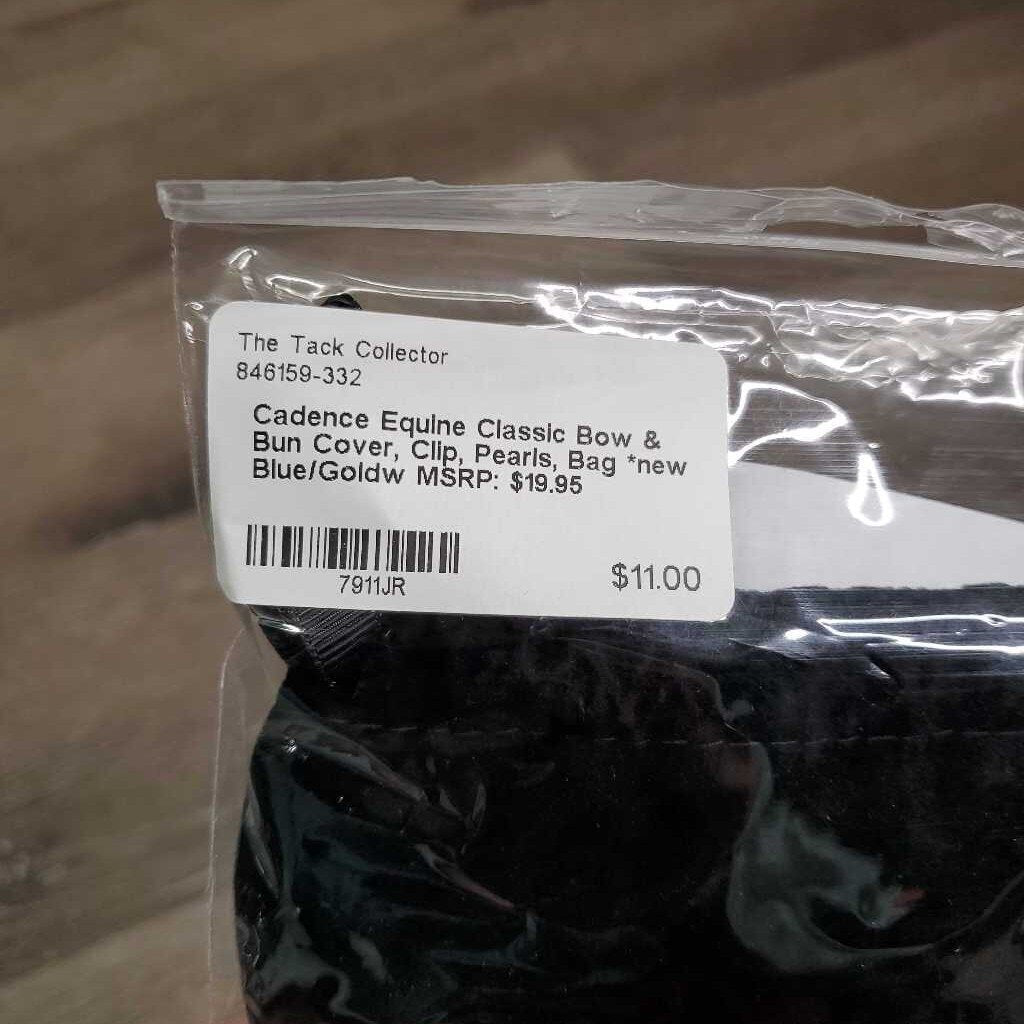 The Tack Collector
846159-332
Cadence Equine Classic Bow &
Bun Cover, Clip, Pearls, Bag *new
Blue/Goldw MSRP: $19.95
7911JR
$11.00